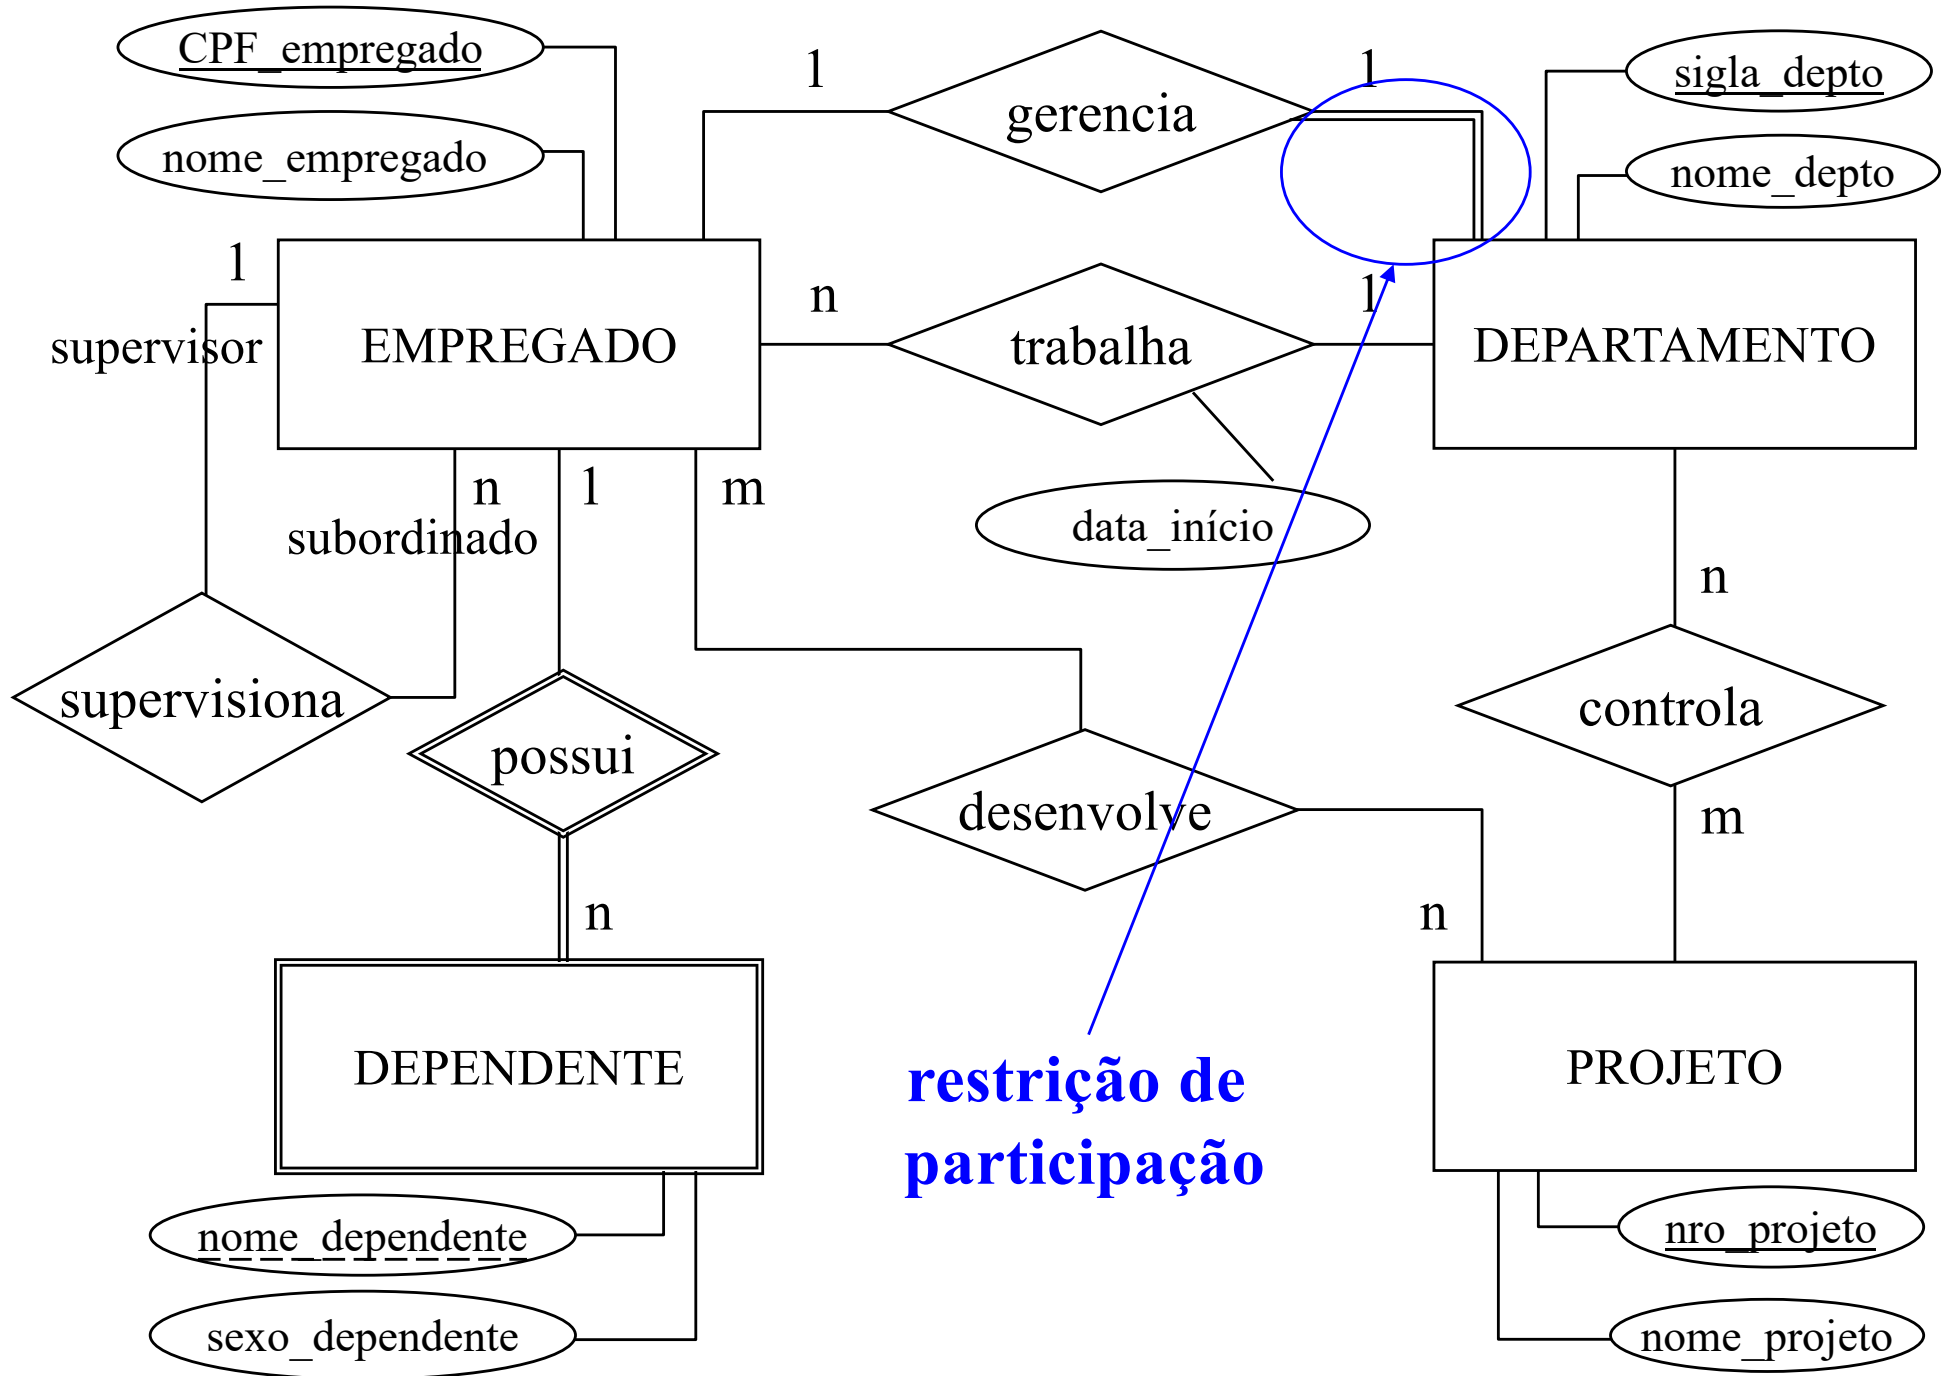 CPF_empregado
nome_empregado
1
gerencia
1
sigla_depto
nome_depto
1
supervisor
EMPREGADO
n
trabalha
1
DEPARTAMENTO
n
1
m
subordinado
data_início
n
supervisiona
possui
controla
desenvolve
m
n
n
DEPENDENTE
restrição de
participação
PROJETO
nome_dependente
nro_projeto
sexo_dependente
nome_projeto